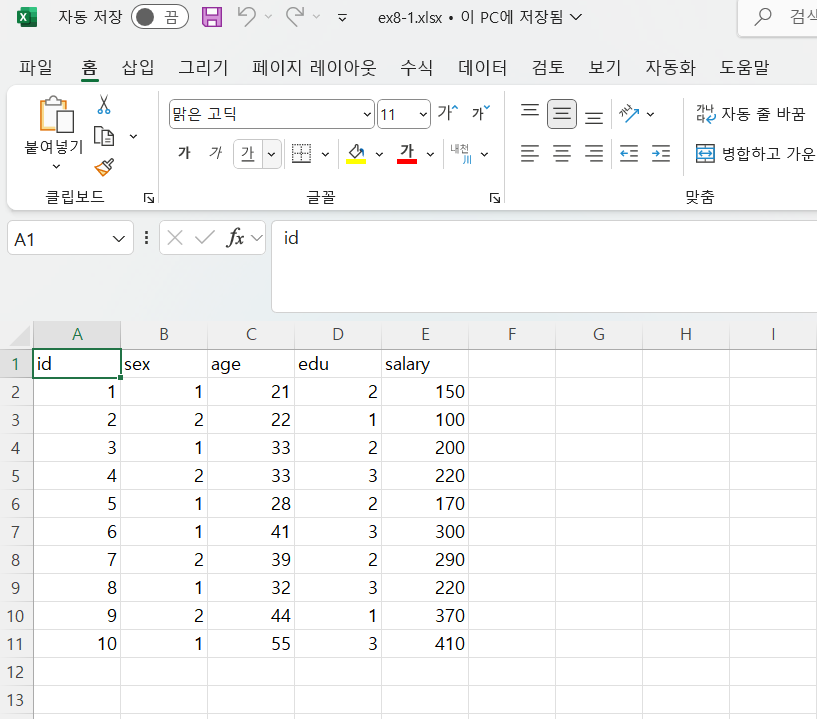 자동 저장 끔 ex8-1.xlsx • 이 PC에 저장됨 검색
파일 홈 삽입 그리기 페이지 레이아웃 수식 데이터 검토 보기 자동화 도움말
붙여넣기
맑은 고딕 11 가 가
가 가 가 가 내천
가나다 자동 줄 바꿈
병합하고 가운
클립보드 글꼴 맞춤
A1 fx id
A B C D E F G H I
1 id sex age edu salary
2 1 1 21 2 150
3 2 2 22 1 100
4 3 1 33 2 200
5 4 2 33 3 220
6 5 1 28 2 170
7 6 1 41 3 300
8 7 2 39 2 290
9 8 1 32 3 220
10 9 2 44 1 370
11 10 1 55 3 410
12
13